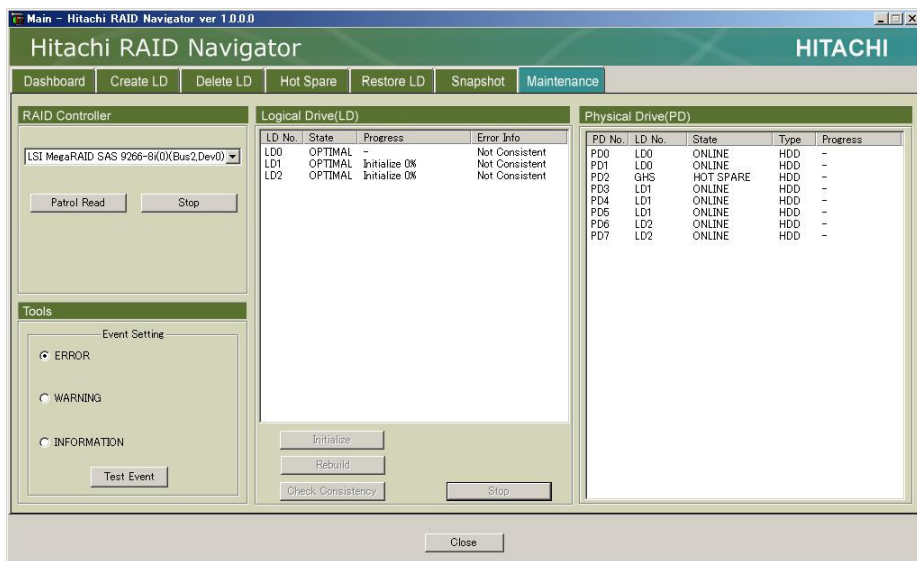 Main - Hitachi RAID Navigator ver 1.0.0.0
Hitachi RAID Navigator
HITACHI
Dashboard Create LD Delete LD Hot Spare Restore LD Snapshot Maintenance
RAID Controller
LSI MegaRAID SAS 9266-8i(0)(Bus2,Dev0)
Patrol Read Stop
Tools
Event Setting
ERROR
WARNING
INFORMATION
Test Event
Logical Drive(LD)
LD No. State Progress Error Info
LD0 OPTIMAL - Not Consistent
LD1 OPTIMAL Initialize 0% Not Consistent
LD2 OPTIMAL Initialize 0% Not Consistent
Initialize
Rebuild
Check Consistency Stop
Physical Drive(PD)
PD No. LD No. State Type Progress
PD0 LD0 ONLINE HDD -
PD1 LD0 ONLINE HDD -
PD2 GHS HOT SPARE HDD -
PD3 LD1 ONLINE HDD -
PD4 LD1 ONLINE HDD -
PD5 LD1 ONLINE HDD -
PD6 LD2 ONLINE HDD -
PD7 LD2 ONLINE HDD -
Close